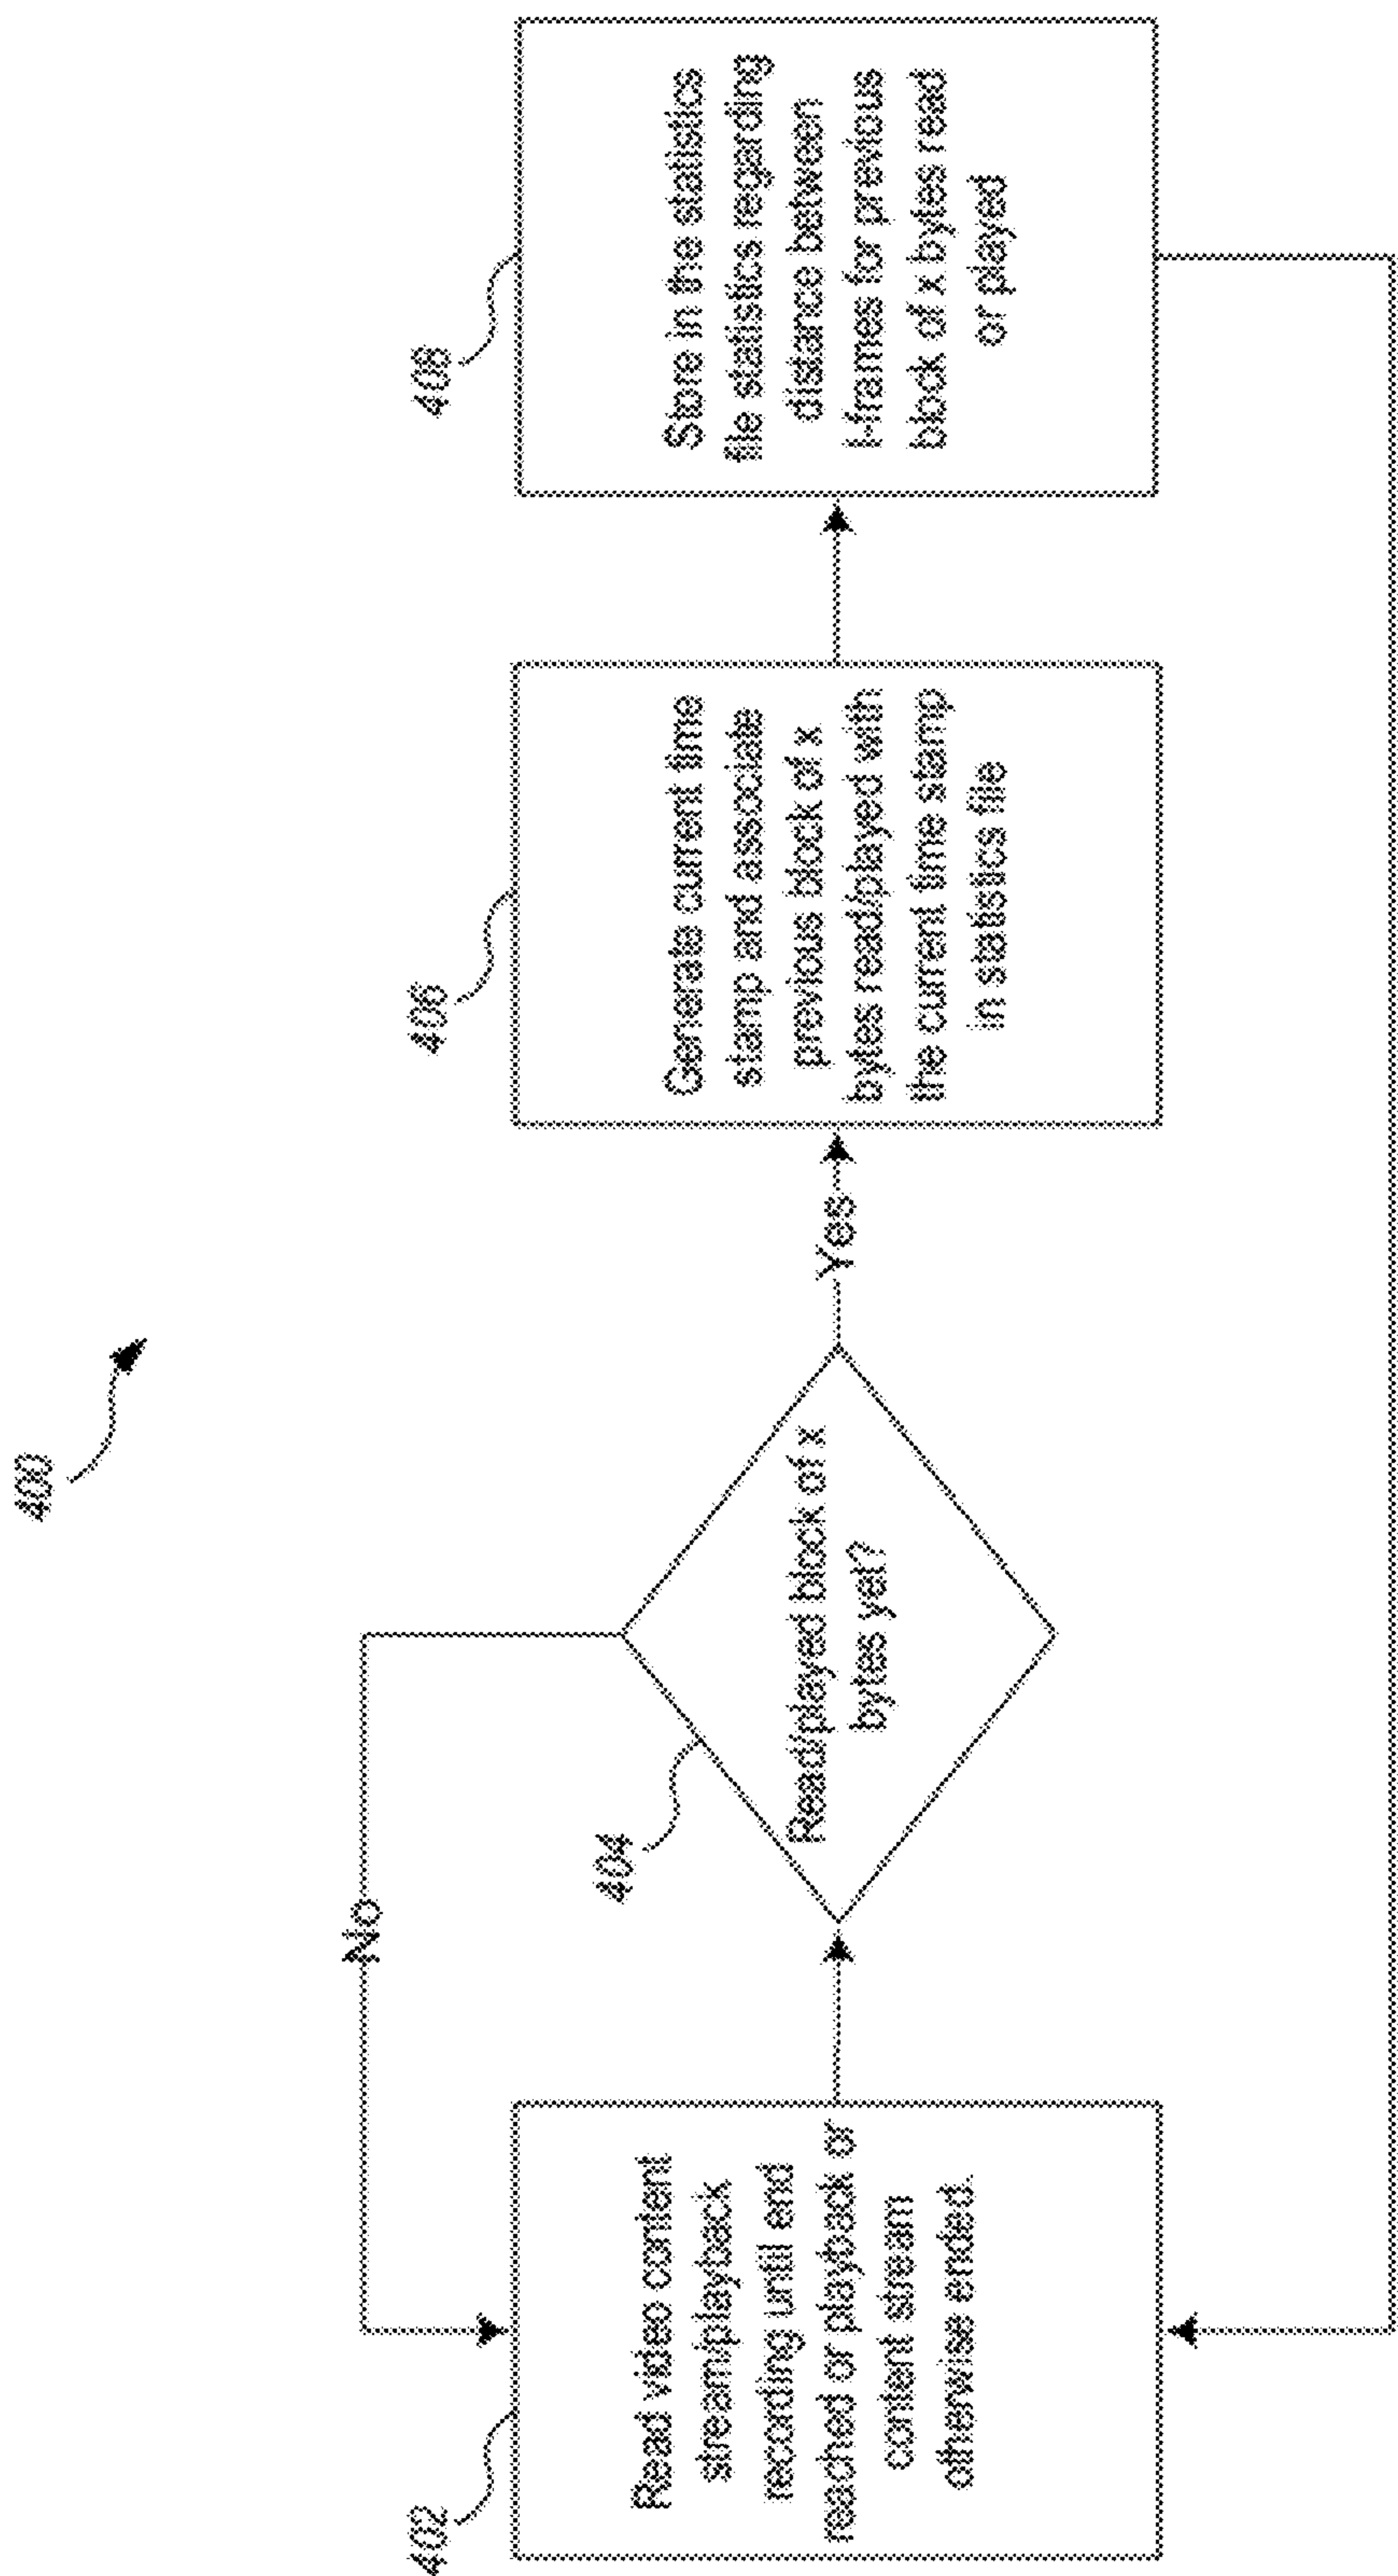 400
No
402
Read video content
stream/playback
recording until end
reached or playback or
content stream
otherwise ended.
404
Read/played block of x
bytes yet?
Yes
406
Generate current time
stamp and associate
previous block of x
bytes read/played with
the current time stamp
in statistics file
408
Store in the statistics
file statistics regarding
distance between
I-frames for previous
block of x bytes read
or played